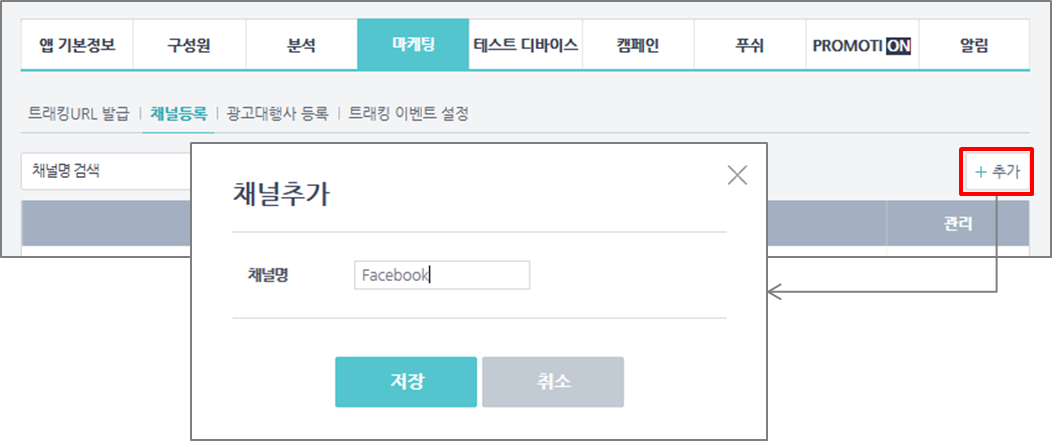 앱 기본정보 구성원 분석 마케팅 테스트 디바이스 캠페인 푸쉬 PROMOTION 알림
트래킹URL 발급 | 채널등록 | 광고대행사 등록 | 트래킹 이벤트 설정
채널명 검색
+ 추가
관리
채널추가
채널명 Facebook
저장 취소